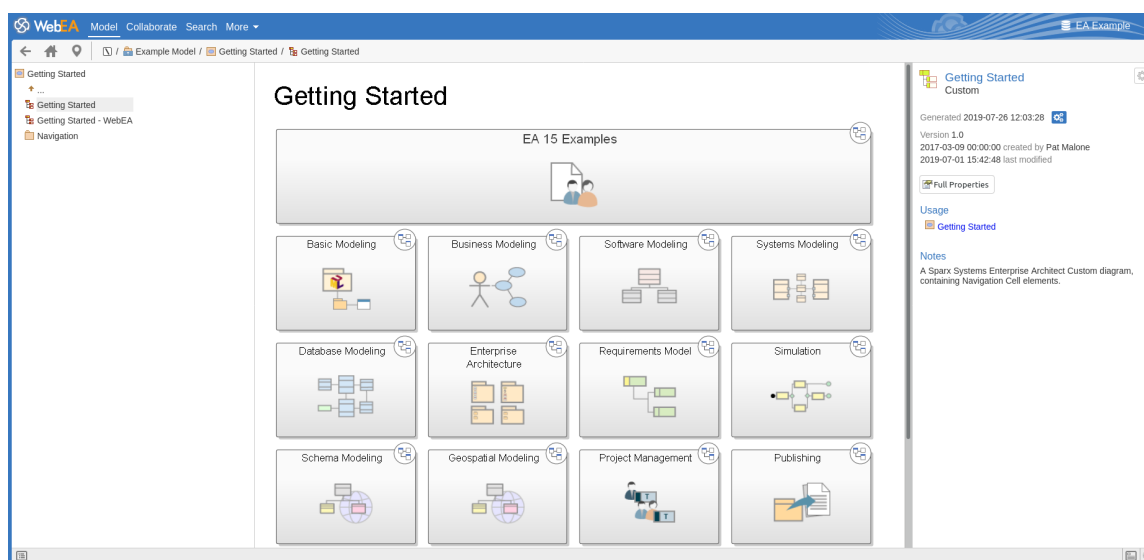 WebEA Model Collaborate Search More EA Example
/ Example Model / Getting Started / Getting Started
Getting Started
...
Getting Started
Getting Started - WebEA
Navigation
Getting Started
EA 15 Examples
Basic Modeling
Business Modeling
Software Modeling
Systems Modeling
Database Modeling
Enterprise
Architecture
Requirements Model
Simulation
Schema Modeling
Geospatial Modeling
Project Management
T
T
Publishing
Getting Started
Custom
Generated 2019-07-26 12:03:28
Version 1.0
2017-03-09 00:00:00 created by Pat Malone
2019-07-01 15:42:48 last modified
Full Properties
Usage
Getting Started
Notes
A Sparx Systems Enterprise Architect Custom diagram,
containing Navigation Cell elements.